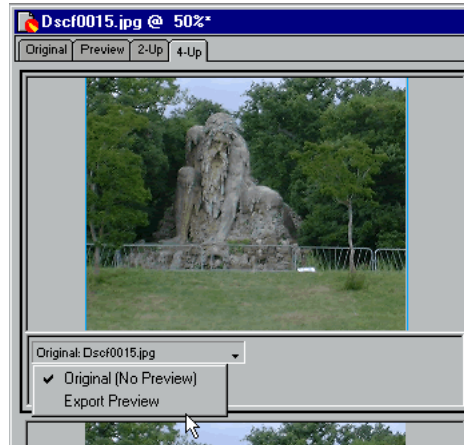 Dscf0015.jpg @ 50%*
Original Preview 2-Up 4-Up
Original: Dscf0015.jpg
Original (No Preview)
Export Preview